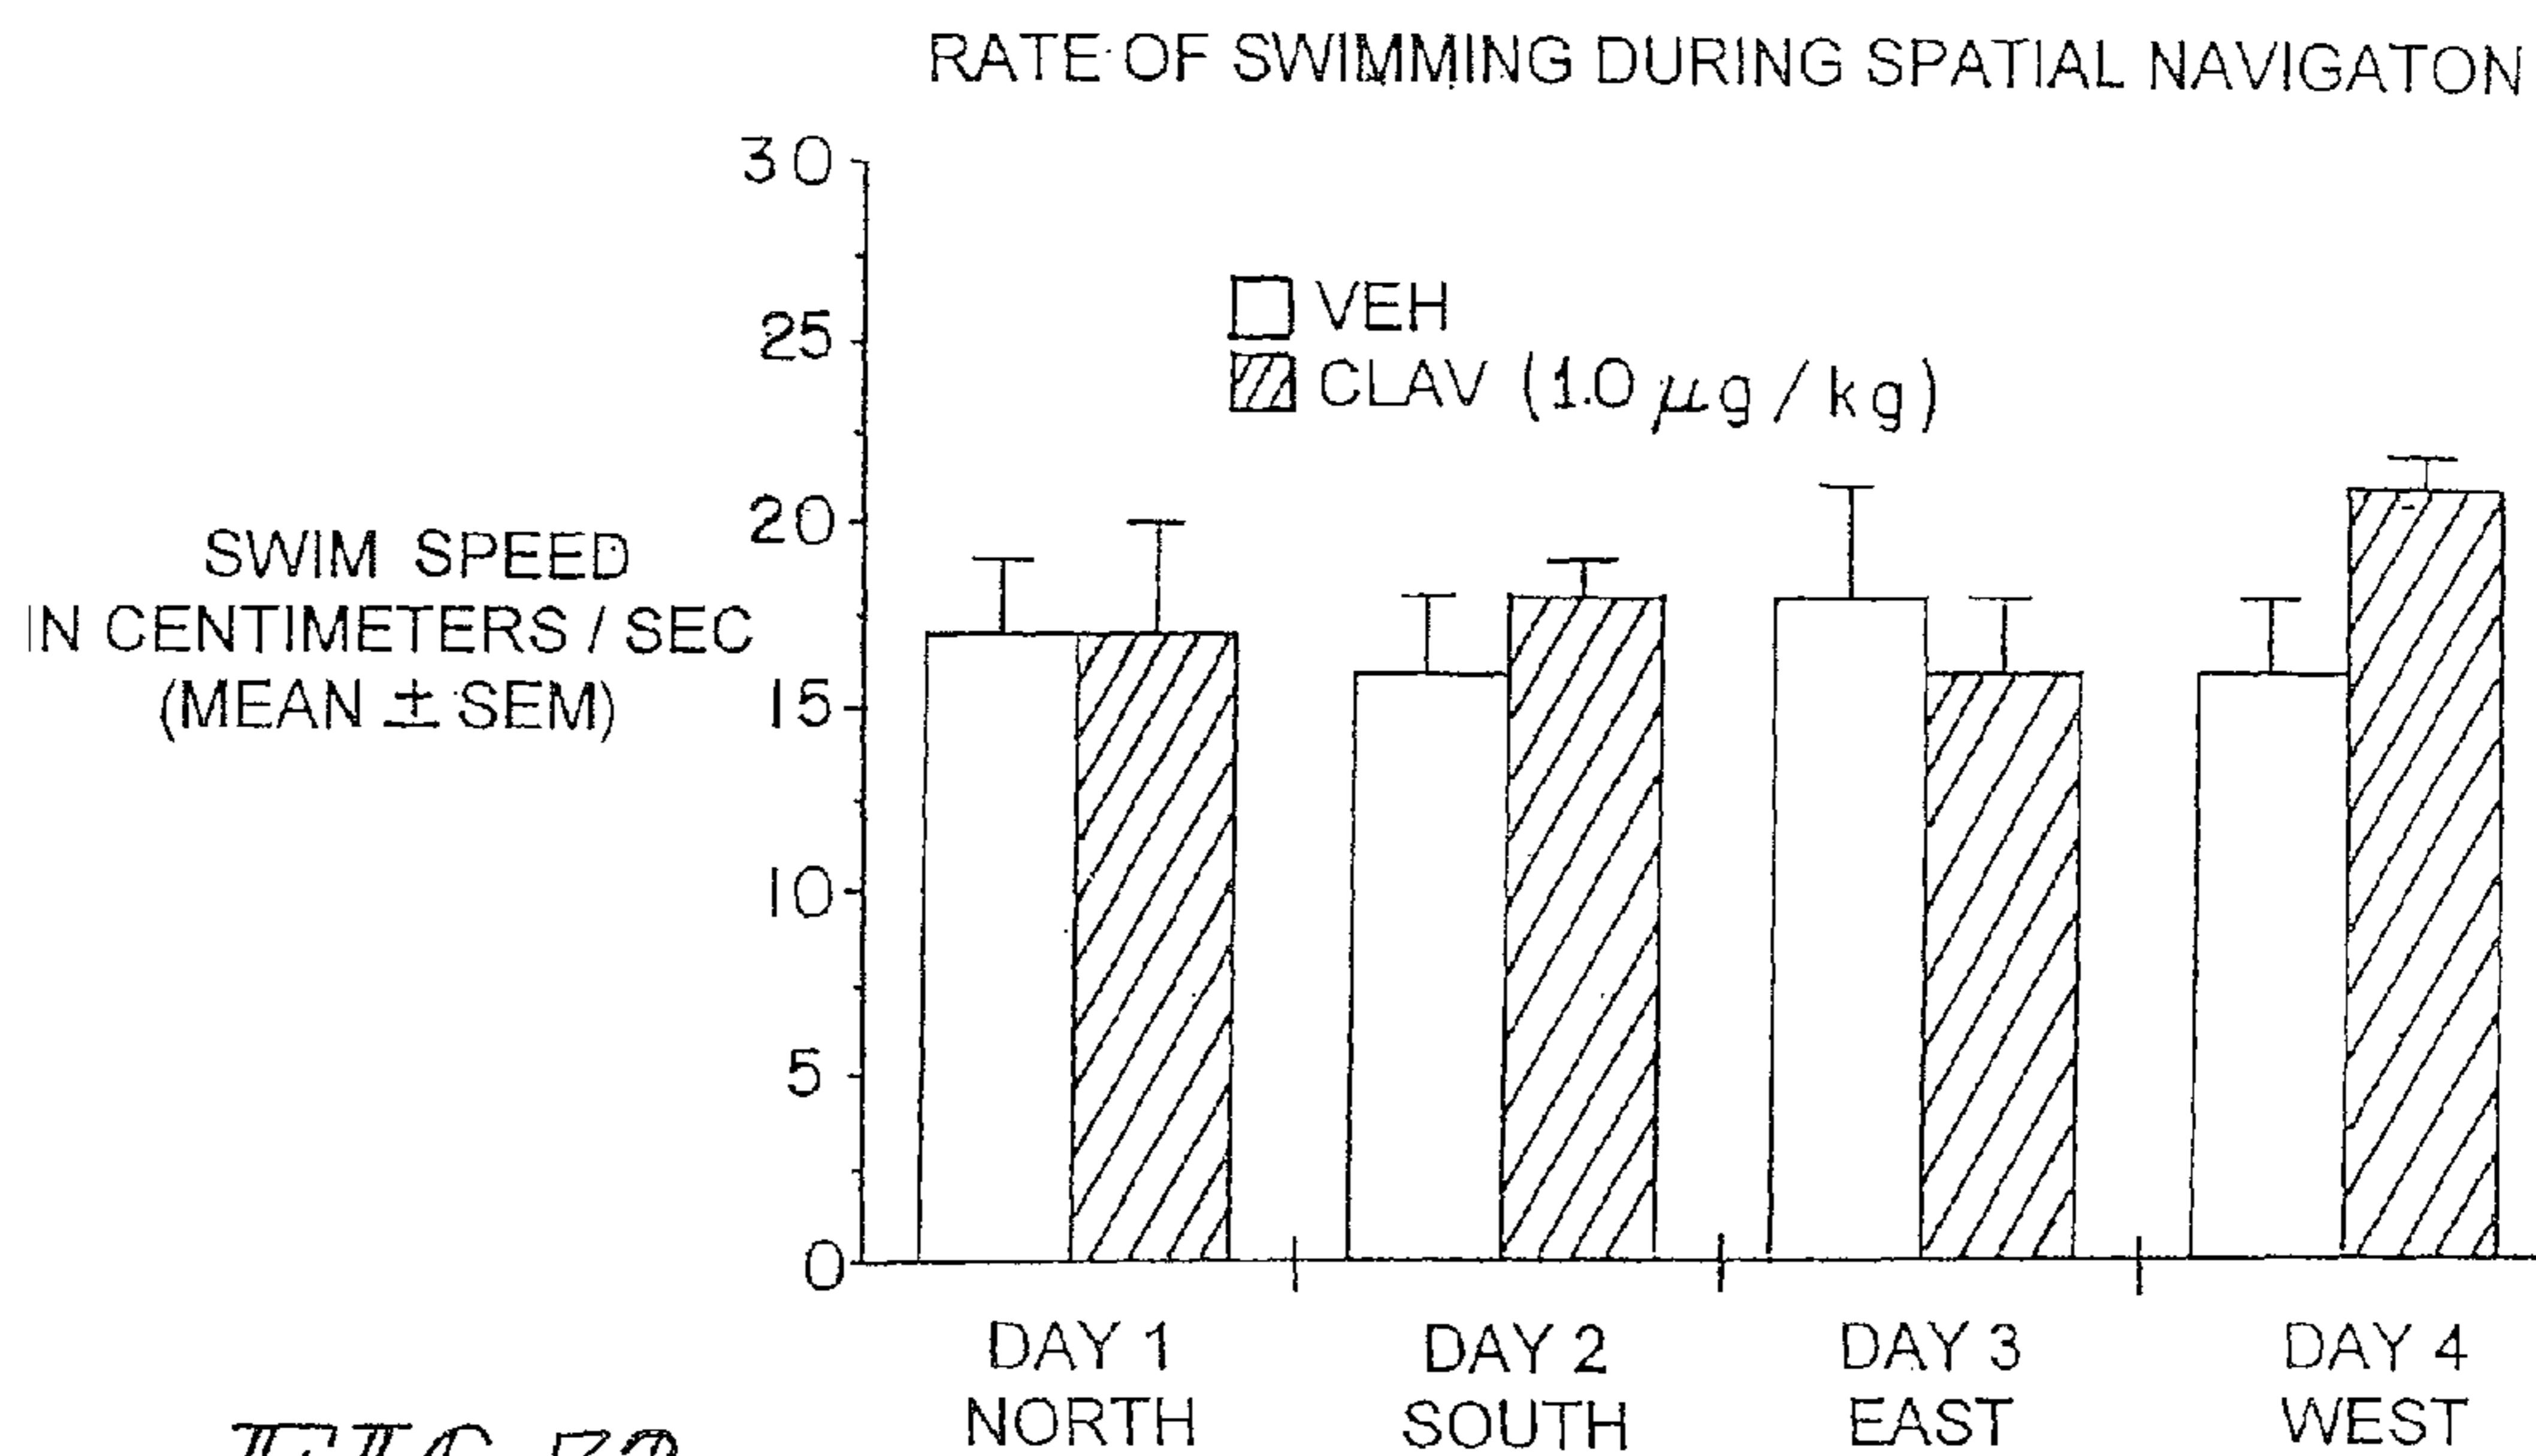 RATE OF SWIMMING DURING SPATIAL NAVIGATON
30
25
20
15
10
5
0
VEH
CLAV (1.0 μg/kg)
SWIM SPEED
IN CENTIMETERS / SEC
(MEAN ± SEM)
DAY 1
NORTH
DAY 2
SOUTH
DAY 3
EAST
DAY 4
WEST